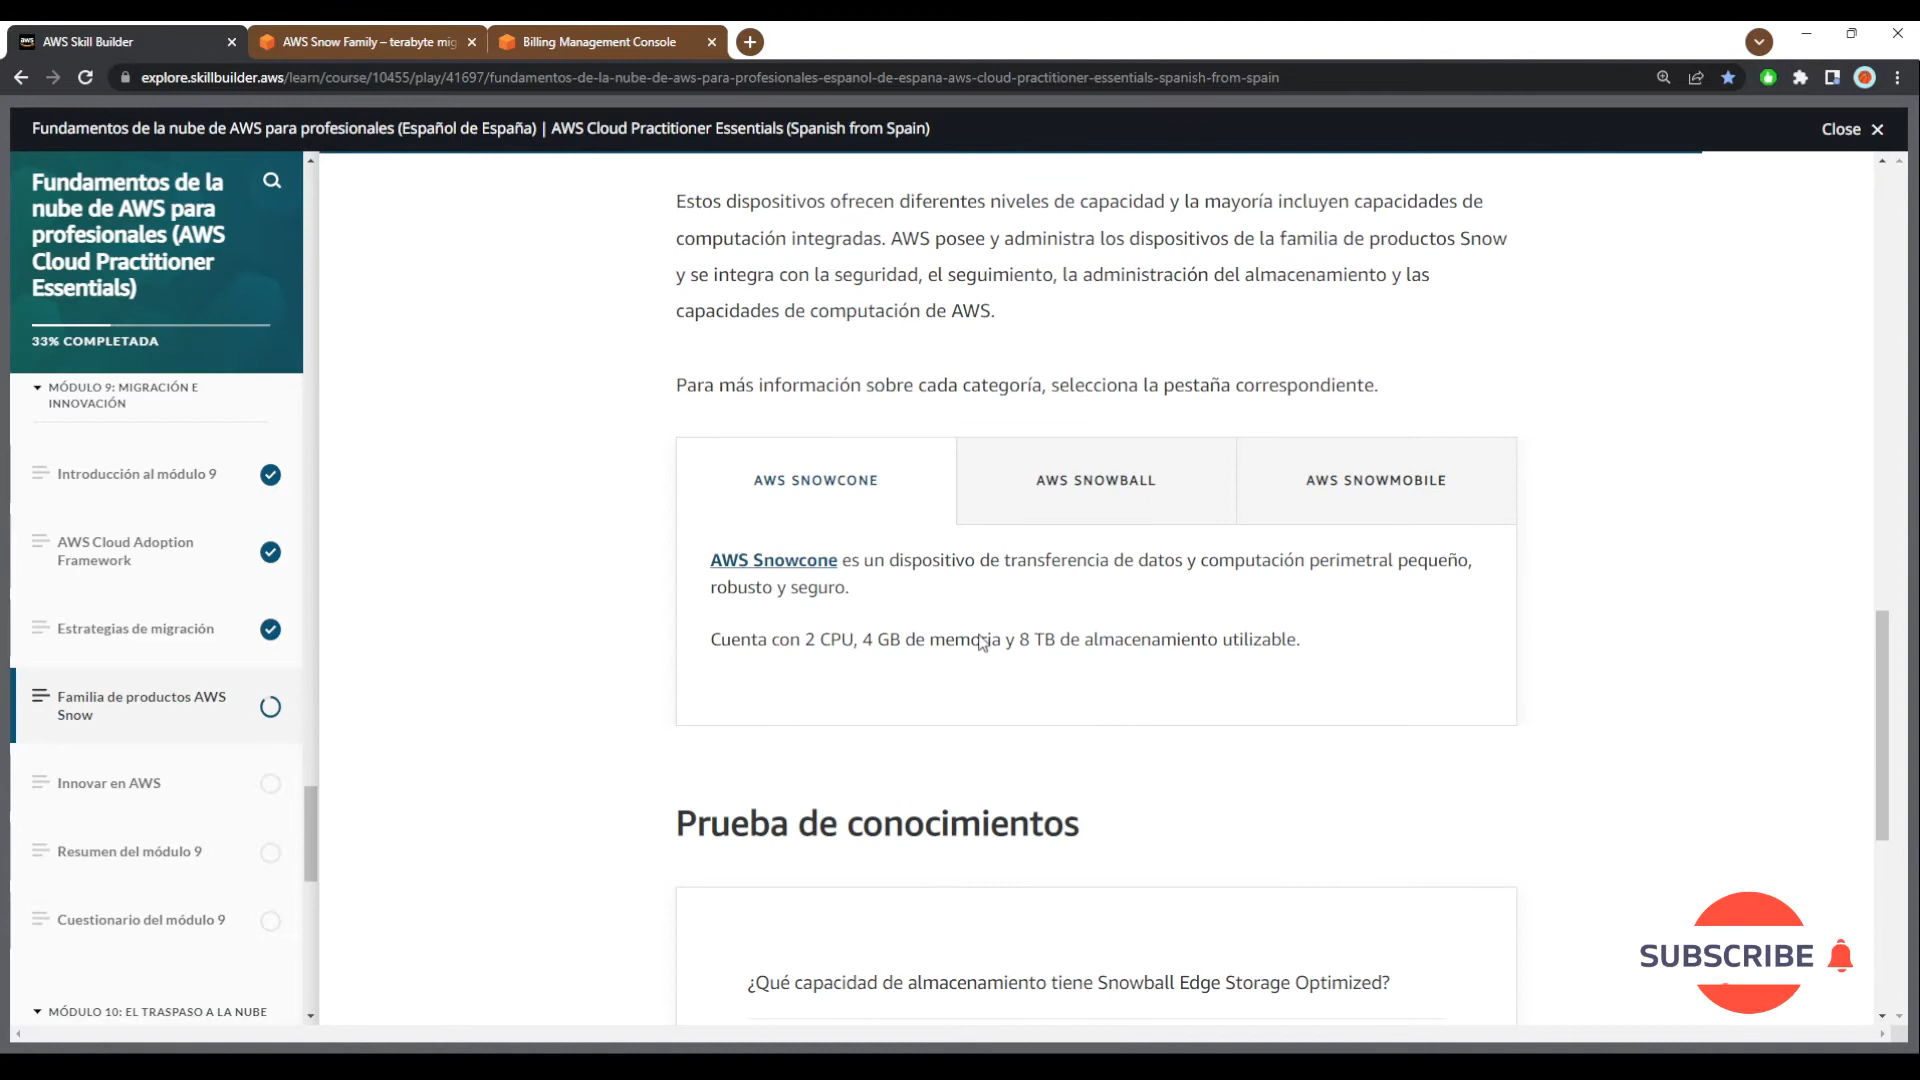 aws
AWS Skill Builder
AWS Snow Family – terabyte mig
Billing Management Console
explore.skillbuilder.aws/learn/course/10455/play/41697/fundamentos-de-la-nube-de-aws-para-profesionales-espanol-de-espana-aws-cloud-practitioner-essentials-spanish-from-spain
Fundamentos de la nube de AWS para profesionales (Español de España) | AWS Cloud Practitioner Essentials (Spanish from Spain)
Close
Fundamentos de la
nube de AWS para
profesionales (AWS
Cloud Practitioner
Essentials)
33% COMPLETADA
MÓDULO 9: MIGRACIÓN E
INNOVACIÓN
Introducción al módulo 9
AWS Cloud Adoption
Framework
Estrategias de migración
Familia de productos AWS
Snow
Innovar en AWS
Resumen del módulo 9
Cuestionario del módulo 9
MÓDULO 10: EL TRASPASO A LA NUBE
Estos dispositivos ofrecen diferentes niveles de capacidad y la mayoría incluyen capacidades de
computación integradas. AWS posee y administra los dispositivos de la familia de productos Snow
y se integra con la seguridad, el seguimiento, la administración del almacenamiento y las
capacidades de computación de AWS.
Para más información sobre cada categoría, selecciona la pestaña correspondiente.
AWS SNOWCONE
AWS SNOWBALL
AWS SNOWMOBILE
AWS Snowcone es un dispositivo de transferencia de datos y computación perimetral pequeño,
robusto y seguro.
Cuenta con 2 CPU, 4 GB de memoria y 8 TB de almacenamiento utilizable.
Prueba de conocimientos
¿Qué capacidad de almacenamiento tiene Snowball Edge Storage Optimized?
SUBSCRIBE